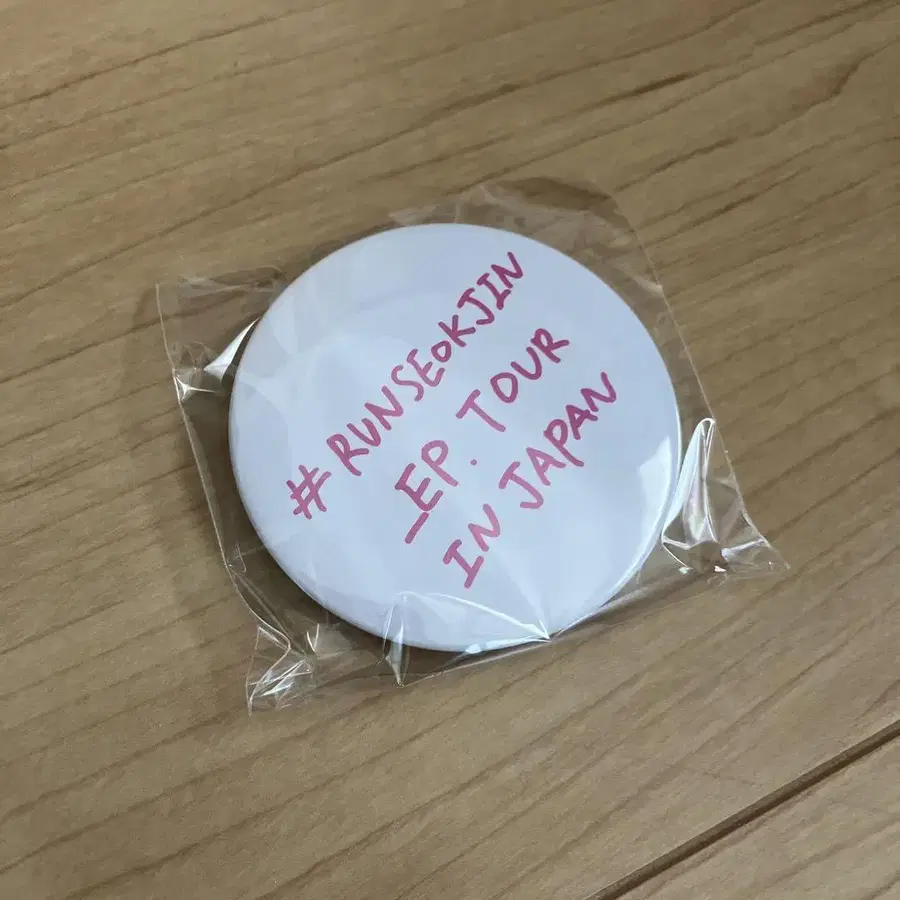 #RUNSEOKJIN
_EP. TOUR
IN JAPAN